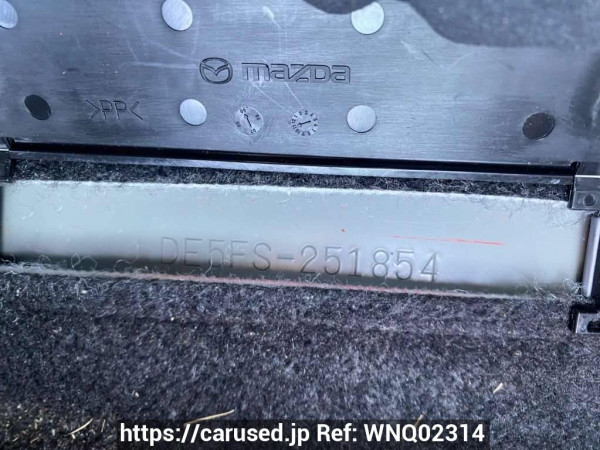 mazda
>PP<
DE5FS-251854
https://carused.jp Ref: WNQ02314